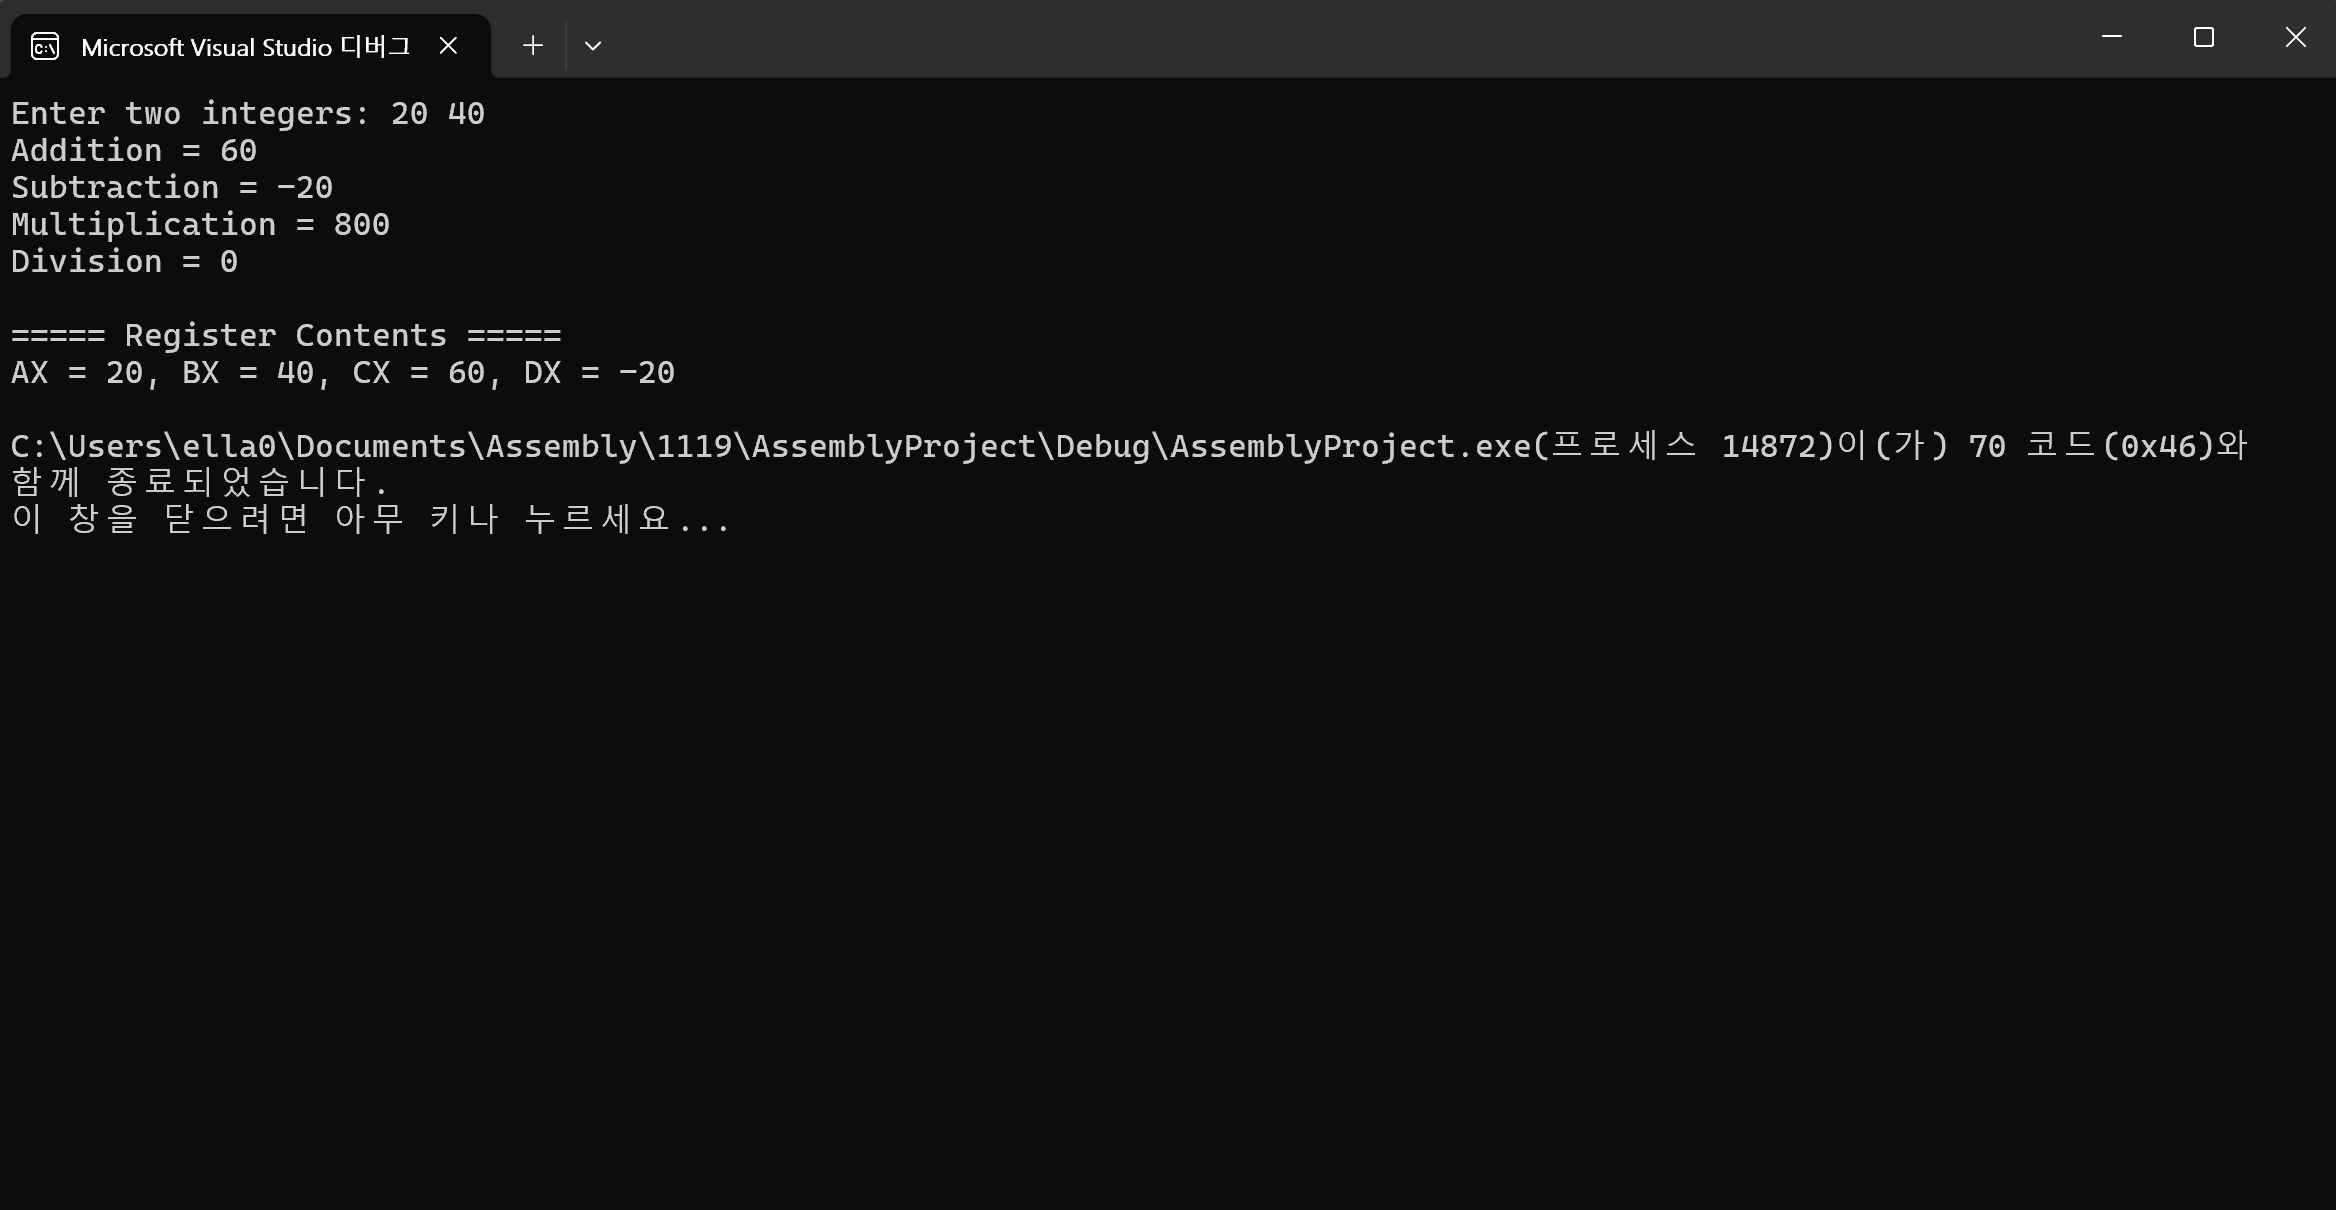 Microsoft Visual Studio 디버그
Enter two integers: 20 40
Addition = 60
Subtraction = -20
Multiplication = 800
Division = 0
===== Register Contents =====
AX = 20, BX = 40, CX = 60, DX = -20
C:\Users\ella0\Documents\Assembly\1119\AssemblyProject\Debug\AssemblyProject.exe(프로세스 14872)이(가) 70 코드(0x46)와
함께 종료되었습니다.
이 창을 닫으려면 아무 키나 누르세요...